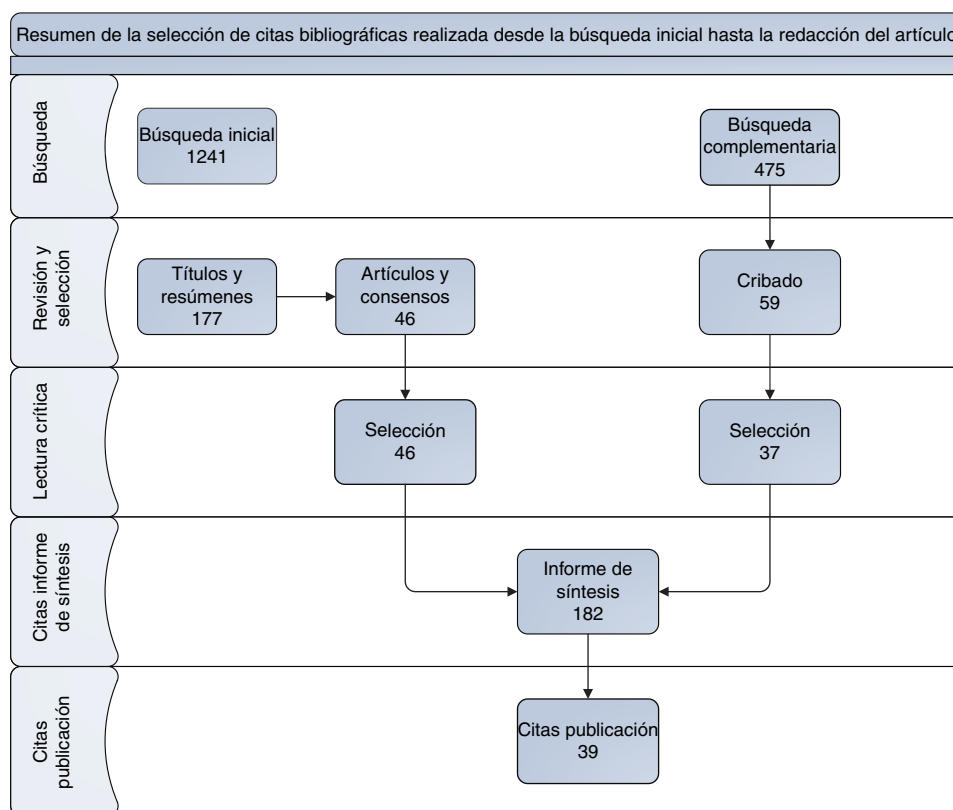 Resumen de la selección de citas bibliográficas realizada desde la búsqueda inicial hasta la redacción del artículo
Búsqueda
Búsqueda inicial
1241
Búsqueda
complementaria
475
Revisión y
selección
Títulos y
resúmenes
177
Artículos y
consensos
46
Cribado
59
Lectura crítica
Selección
46
Selección
37
Citas informe
de síntesis
Informe de
síntesis
182
Citas
publicación
Citas publicación
39